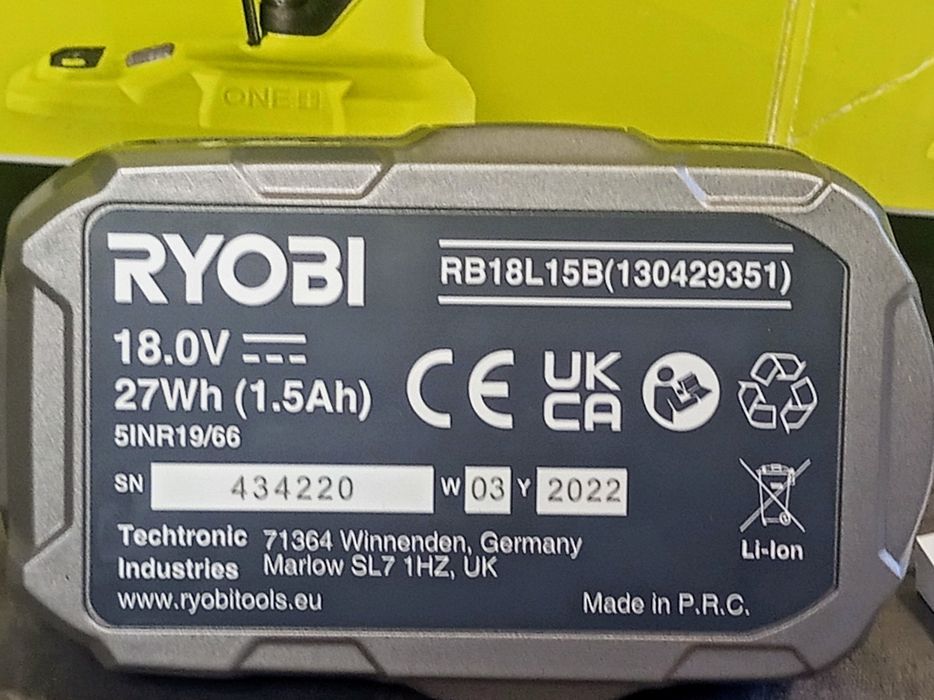 ONE+
RYOBI
RB18L15B(130429351)
18.0V
27Wh (1.5Ah)
5INR19/66
CE
UK
CA
SN 434220 W 03 Y 2022
Techtronic
Industries
71364 Winnenden, Germany
Marlow SL7 1HZ, UK
Li-Ion
www.ryobitools.eu
Made in P.R.C.